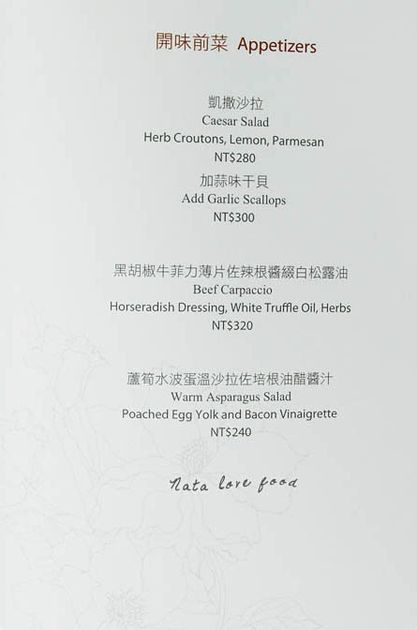 開味前菜 Appetizers
凱撒沙拉
Caesar Salad
Herb Croutons, Lemon, Parmesan
NT$280
加蒜味干貝
Add Garlic Scallops
NT$300
黑胡椒牛菲力薄片佐辣根醬綴白松露油
Beef Carpaccio
Horseradish Dressing, White Truffle Oil, Herbs
NT$320
蘆筍水波蛋溫沙拉佐培根油醋醬汁
Warm Asparagus Salad
Poached Egg Yolk and Bacon Vinaigrette
NT$240
Nata love food